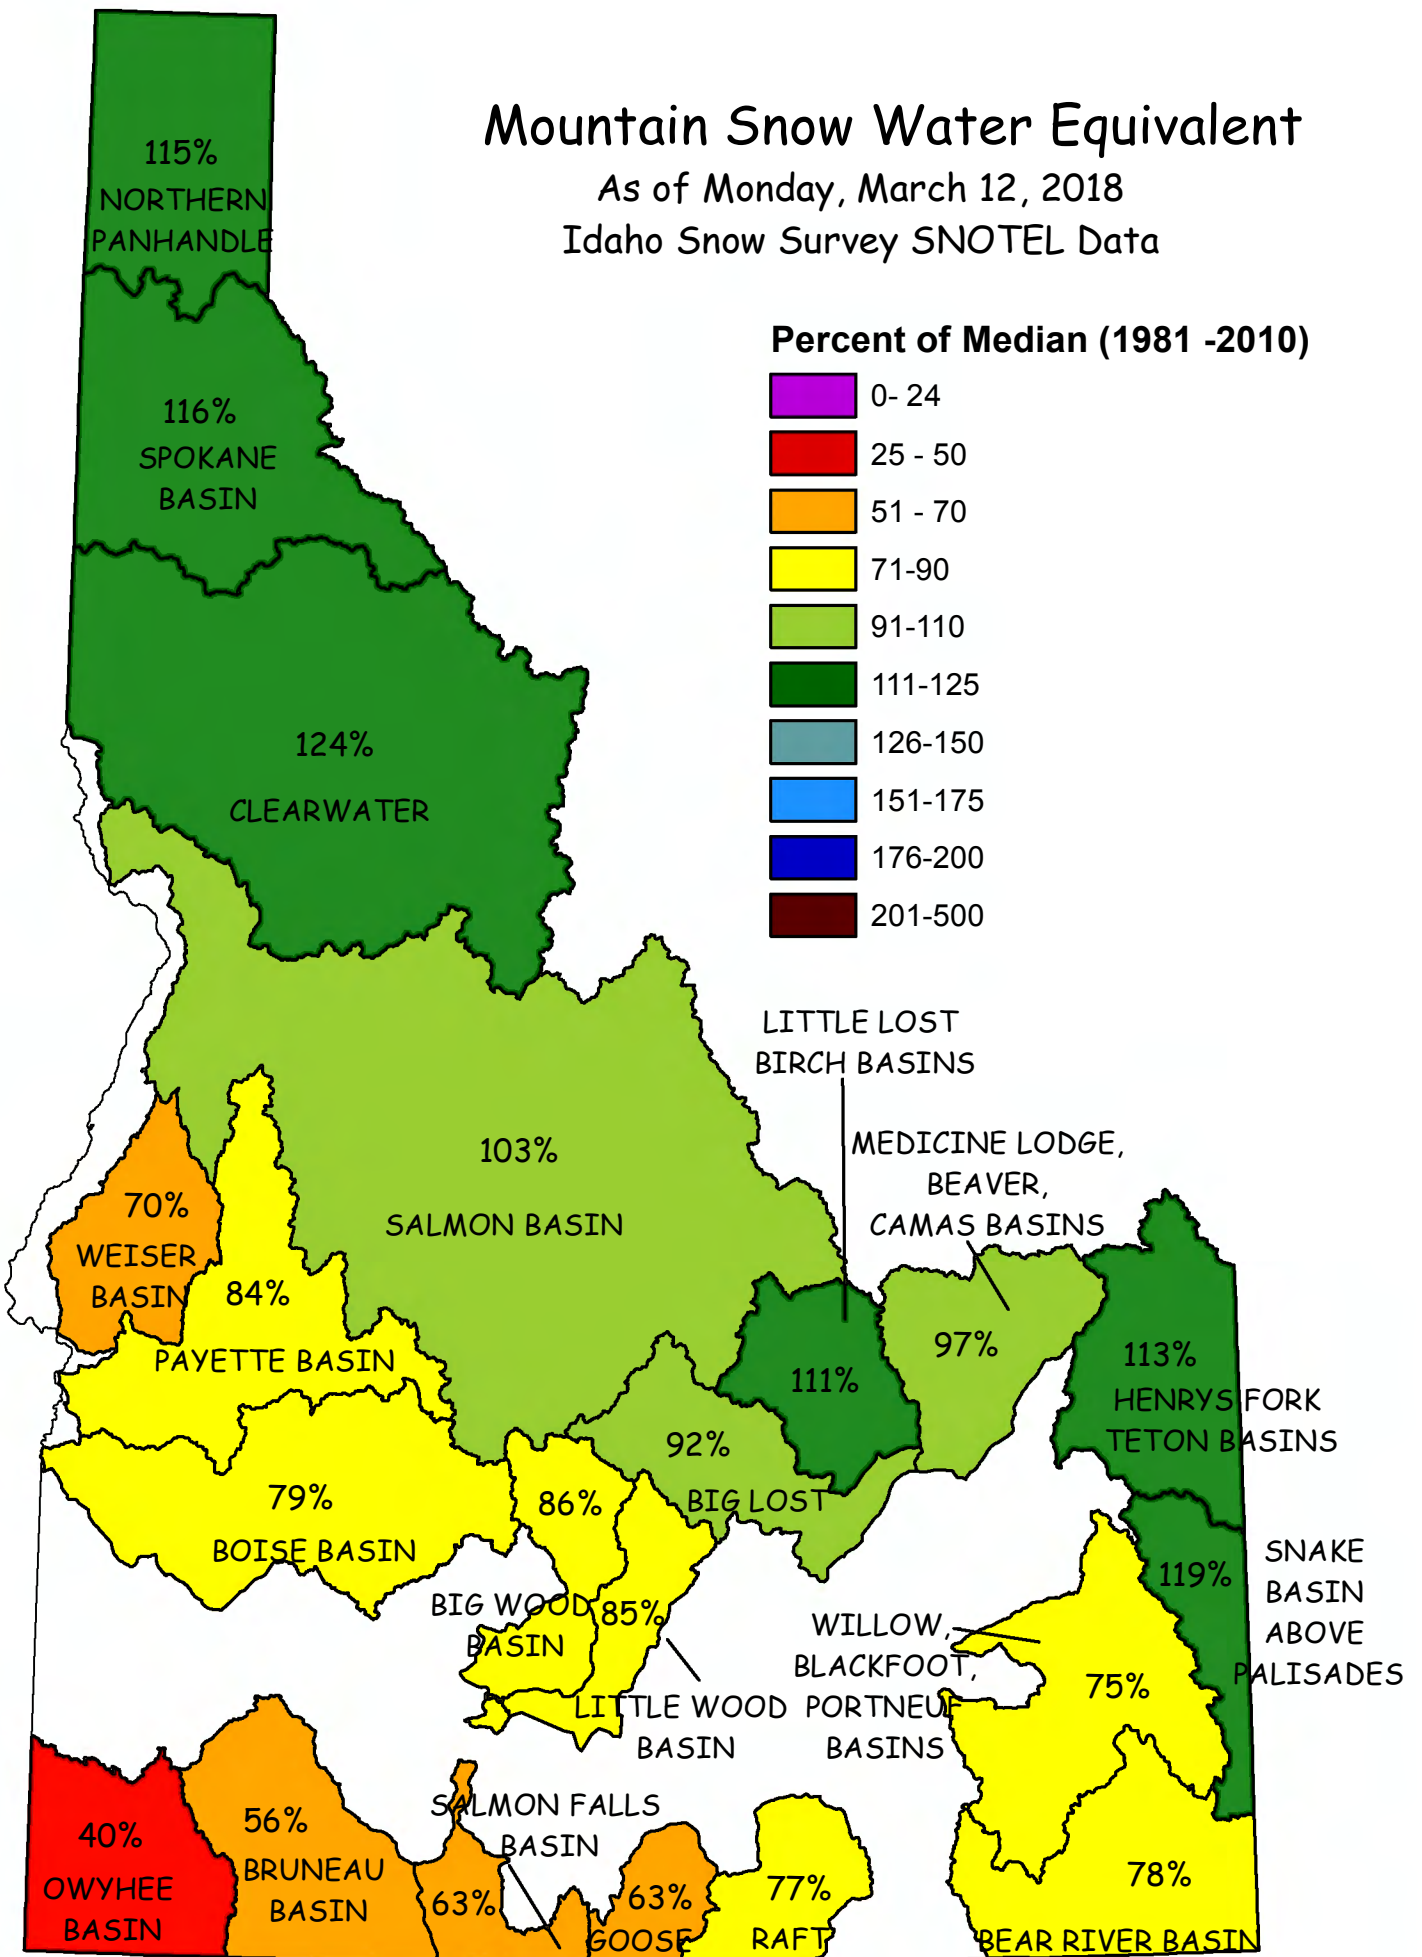 Mountain Snow Water Equivalent
As of Monday, March 12, 2018
Idaho Snow Survey SNOTEL Data
Percent of Median (1981 -2010)
0- 24
25 - 50
51 - 70
71-90
91-110
111-125
126-150
151-175
176-200
201-500
115%
NORTHERN
PANHANDLE
116%
SPOKANE
BASIN
124%
CLEARWATER
103%
SALMON BASIN
LITTLE LOST
BIRCH BASINS
111%
MEDICINE LODGE,
BEAVER,
CAMAS BASINS
97%
113%
HENRYS FORK
TETON BASINS
70%
WEISER
BASIN
84%
PAYETTE BASIN
92%
BIG LOST
79%
BOISE BASIN
86%
BIG WOOD
BASIN
85%
LITTLE WOOD
BASIN
119%
SNAKE
BASIN
ABOVE
PALISADES
WILLOW,
BLACKFOOT,
PORTNEUF
BASINS
75%
40%
OWYHEE
BASIN
56%
BRUNEAU
BASIN
SALMON FALLS
BASIN
63%
63%
GOOSE
77%
RAFT
78%
BEAR RIVER BASIN